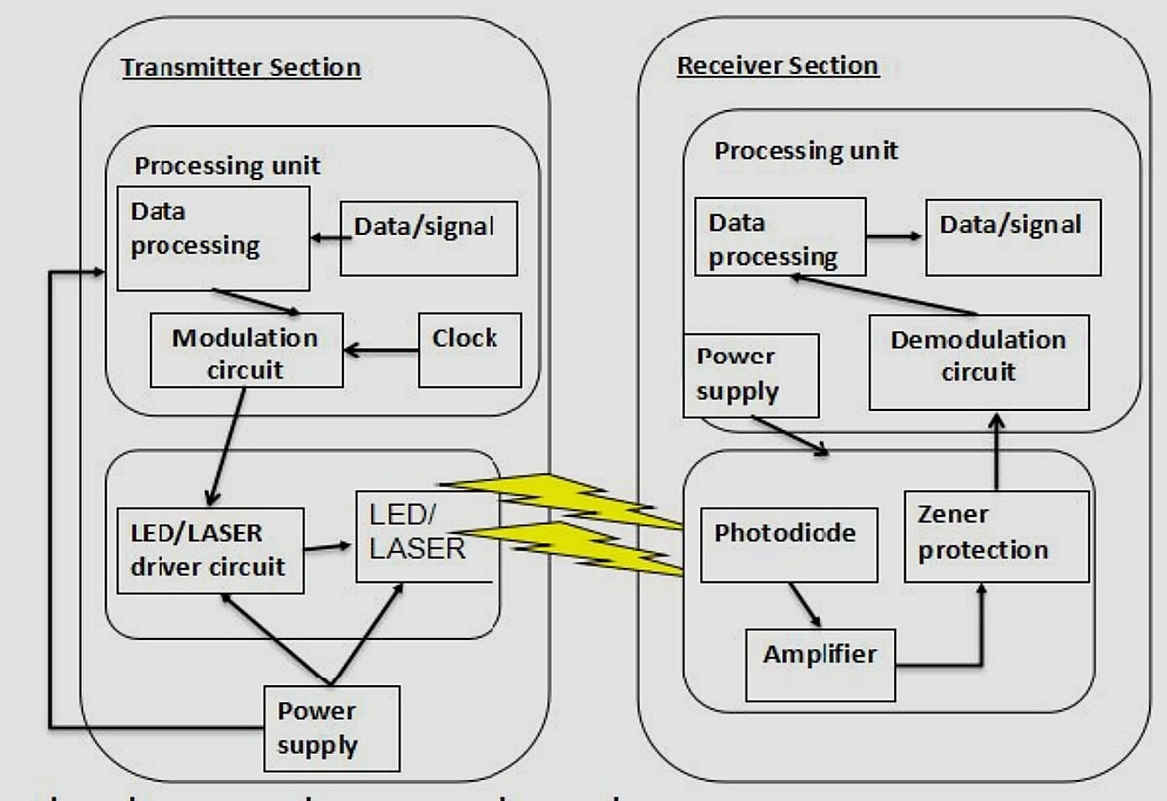 Transmitter Section
Processing unit
Data
processing
Data/signal
Modulation
circuit
Clock
LED/LASER
driver circuit
LED/
LASER
Power
supply
Receiver Section
Processing unit
Data
processing
Data/signal
Power
supply
Demodulation
circuit
Photodiode
Zener
protection
Amplifier